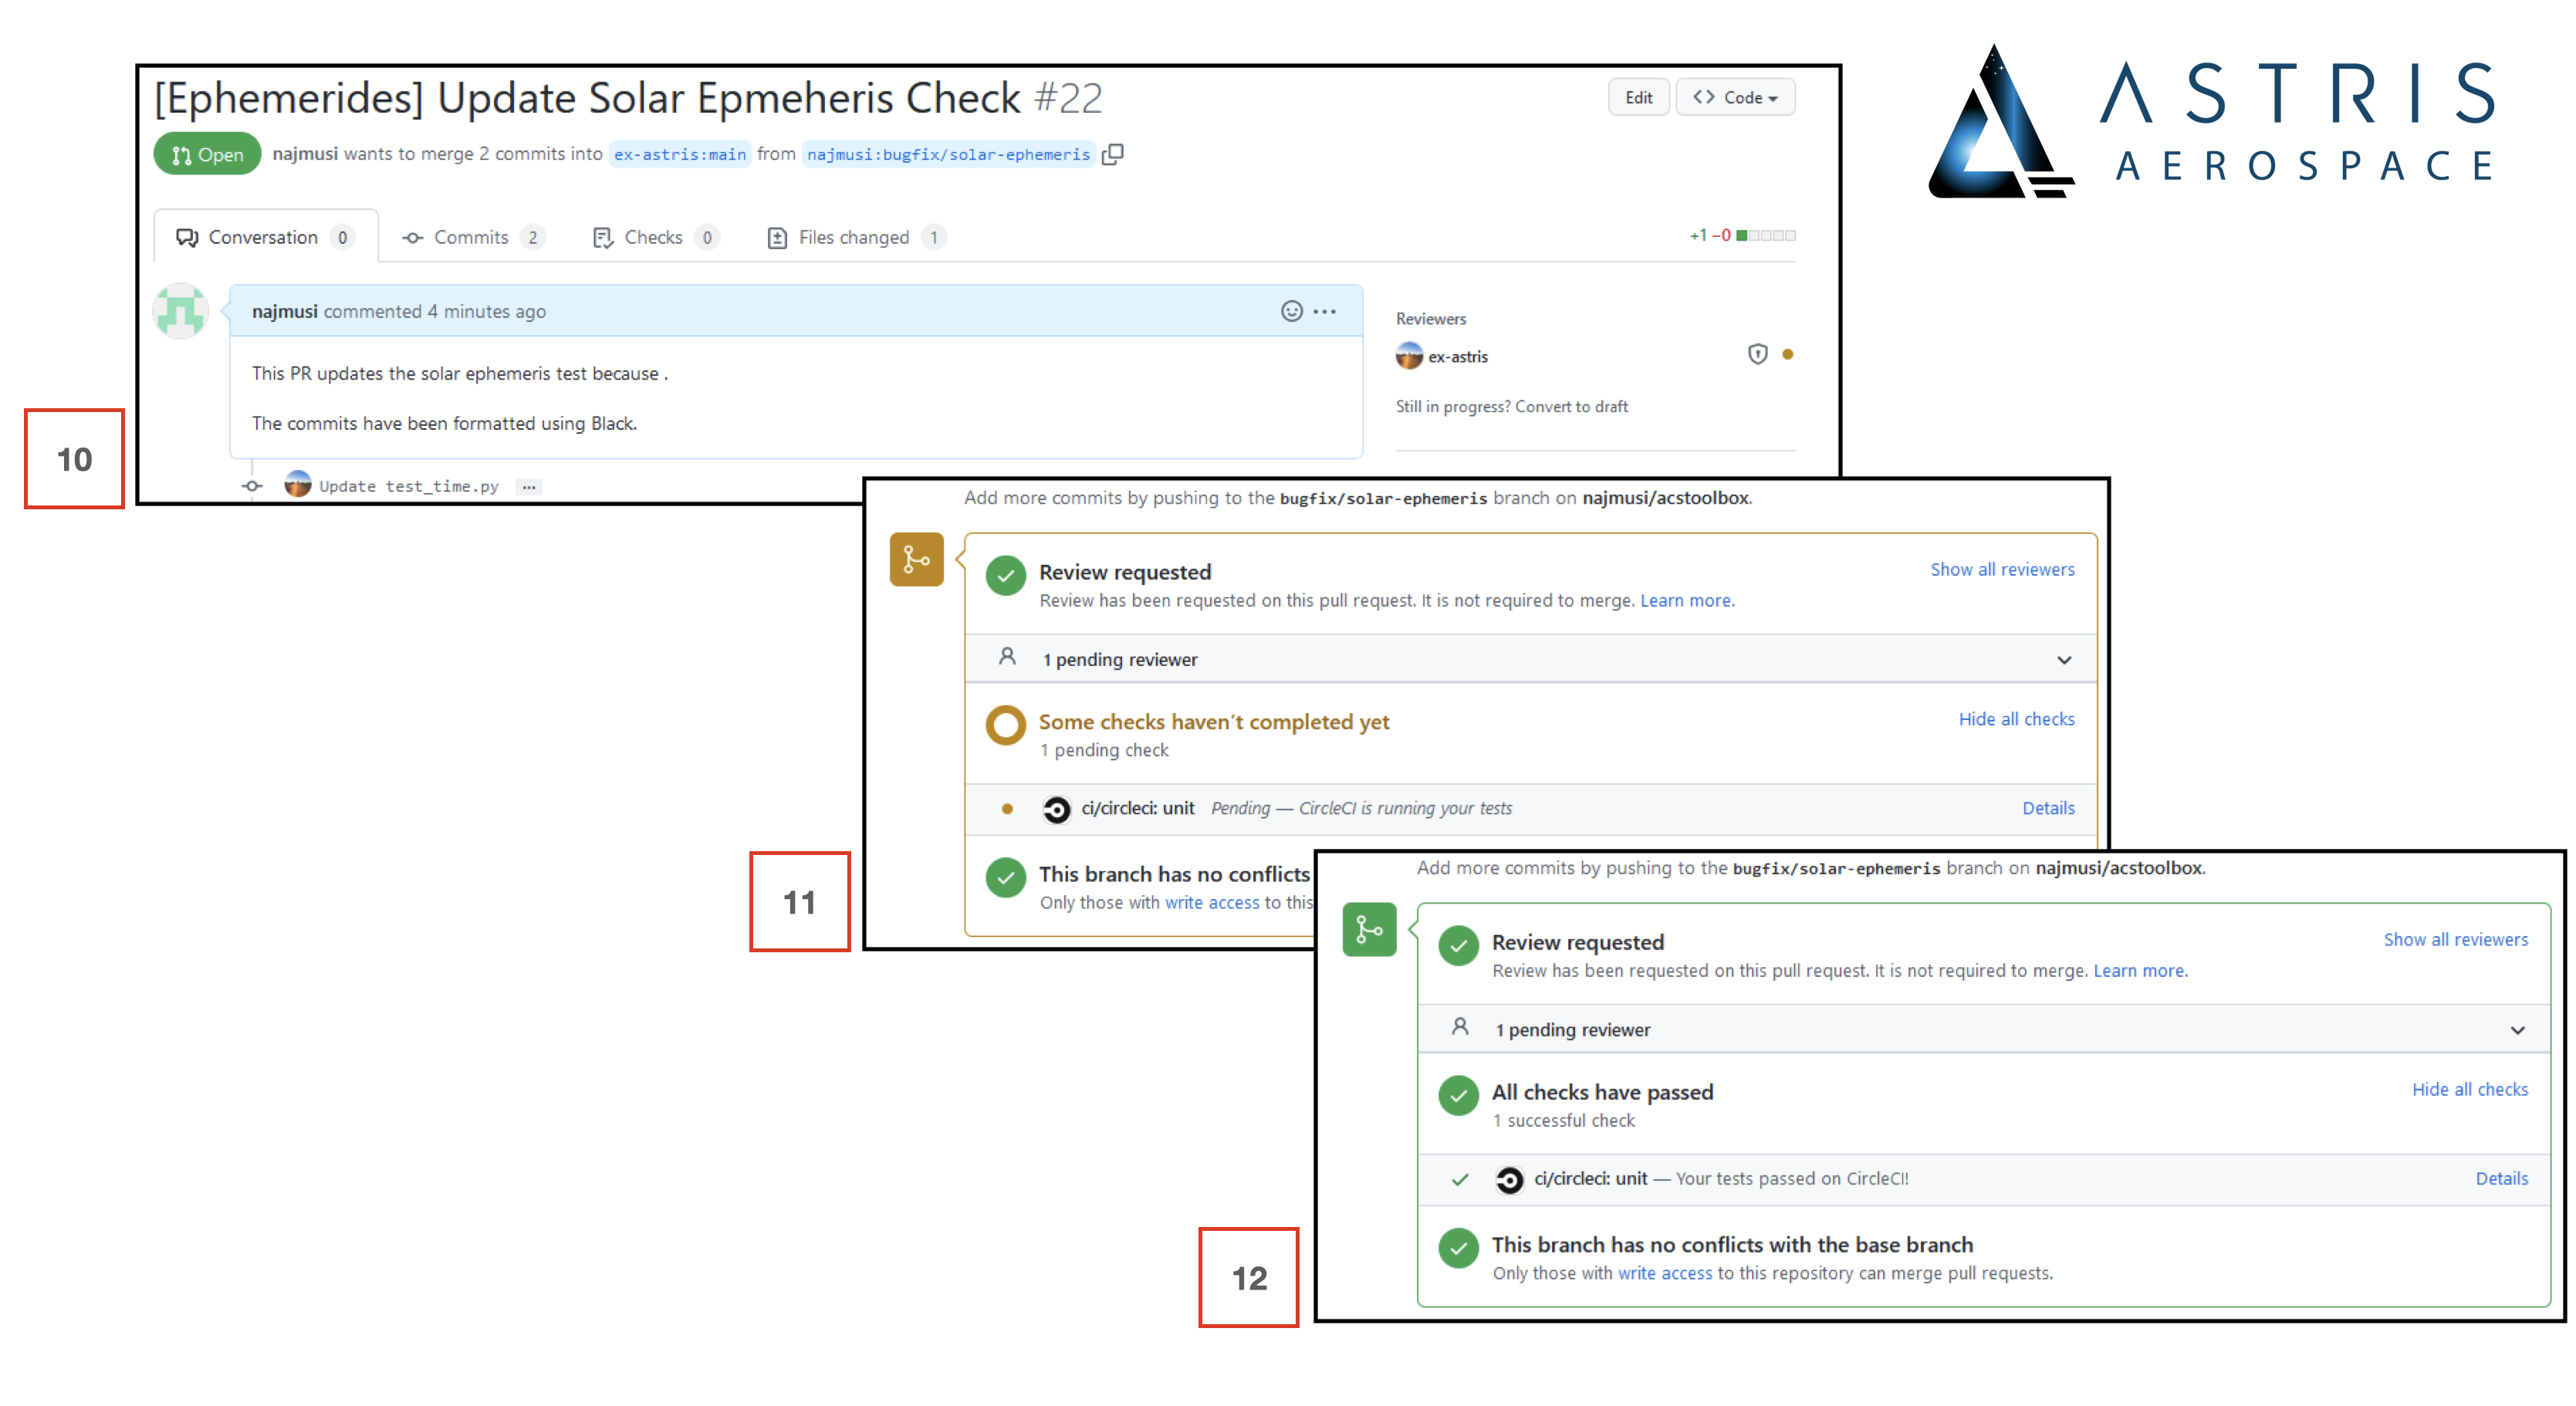 [Ephemerides] Update Solar Epmeheris Check #22
Edit
<> Code
Open
najmusi wants to merge 2 commits into ex-astris:main from najmusi:bugfix/solar-ephemeris
Conversation 0
Commits 2
Checks 0
Files changed 1
+1 −0
najmusi commented 4 minutes ago
This PR updates the solar ephemeris test because .
The commits have been formatted using Black.
Update test_time.py ...
Reviewers
ex-astris
Still in progress? Convert to draft
ASTRIS
AEROSPACE
10
Add more commits by pushing to the bugfix/solar-ephemeris branch on najmusi/acstoolbox.
Review requested
Show all reviewers
Review has been requested on this pull request. It is not required to merge. Learn more.
1 pending reviewer
Some checks haven't completed yet
Hide all checks
1 pending check
ci/circleci: unit Pending — CircleCI is running your tests
Details
This branch has no conflicts
Only those with write access to this
11
Add more commits by pushing to the bugfix/solar-ephemeris branch on najmusi/acstoolbox.
Review requested
Show all reviewers
Review has been requested on this pull request. It is not required to merge. Learn more.
1 pending reviewer
All checks have passed
Hide all checks
1 successful check
ci/circleci: unit — Your tests passed on CircleCI!
Details
This branch has no conflicts with the base branch
Only those with write access to this repository can merge pull requests.
12